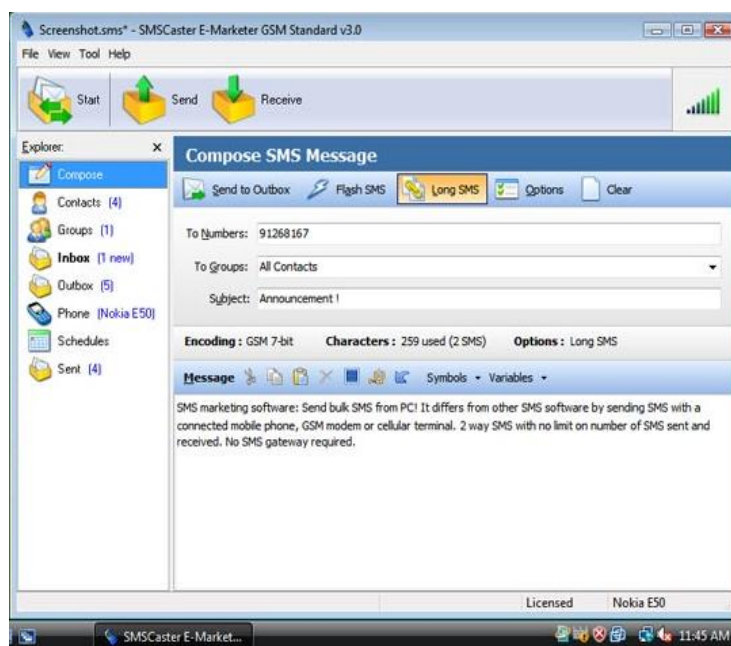 Screenshot.sms* - SMSCaster E-Marketer GSM Standard v3.0
File View Tool Help
Start Send Receive
Explorer: x
Compose
Contacts (4)
Groups (1)
Inbox (1 new)
Outbox (5)
Phone (Nokia E50)
Schedules
Sent (4)
Compose SMS Message
Send to Outbox Flash SMS Long SMS Options Clear
To Numbers: 91268167
To Groups: All Contacts
Subject: Announcement !
Encoding : GSM 7-bit Characters : 259 used (2 SMS) Options : Long SMS
Message Symbols Variables
SMS marketing software: Send bulk SMS from PC! It differs from other SMS software by sending SMS with a
connected mobile phone, GSM modem or cellular terminal. 2 way SMS with no limit on number of SMS sent and
received. No SMS gateway required.
Licensed Nokia E50
SMSCaster E-Market... 11:45 AM